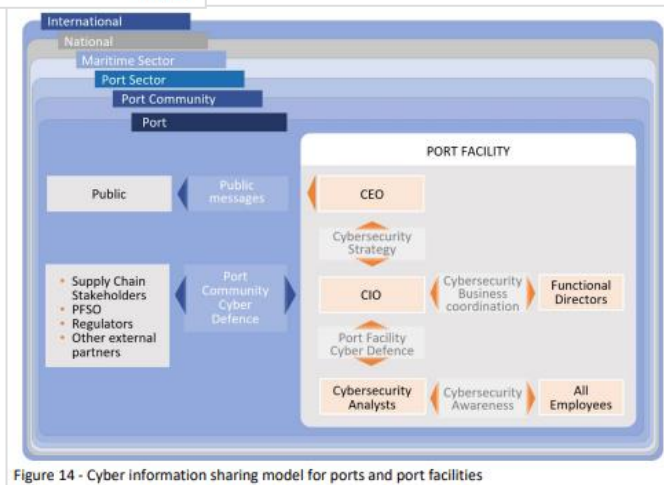 International
National
Maritime Sector
Port Sector
Port Community
Port
PORT FACILITY
Public
Public
messages
CEO
Cybersecurity
Strategy
• Supply Chain
Stakeholders
• PFSO
• Regulators
• Other external
partners
Port
Community
Cyber
Defence
CIO
Cybersecurity
Business
coordination
Functional
Directors
Port Facility
Cyber Defence
Cybersecurity
Analysts
Cybersecurity
Awareness
All
Employees
Figure 14 - Cyber information sharing model for ports and port facilities